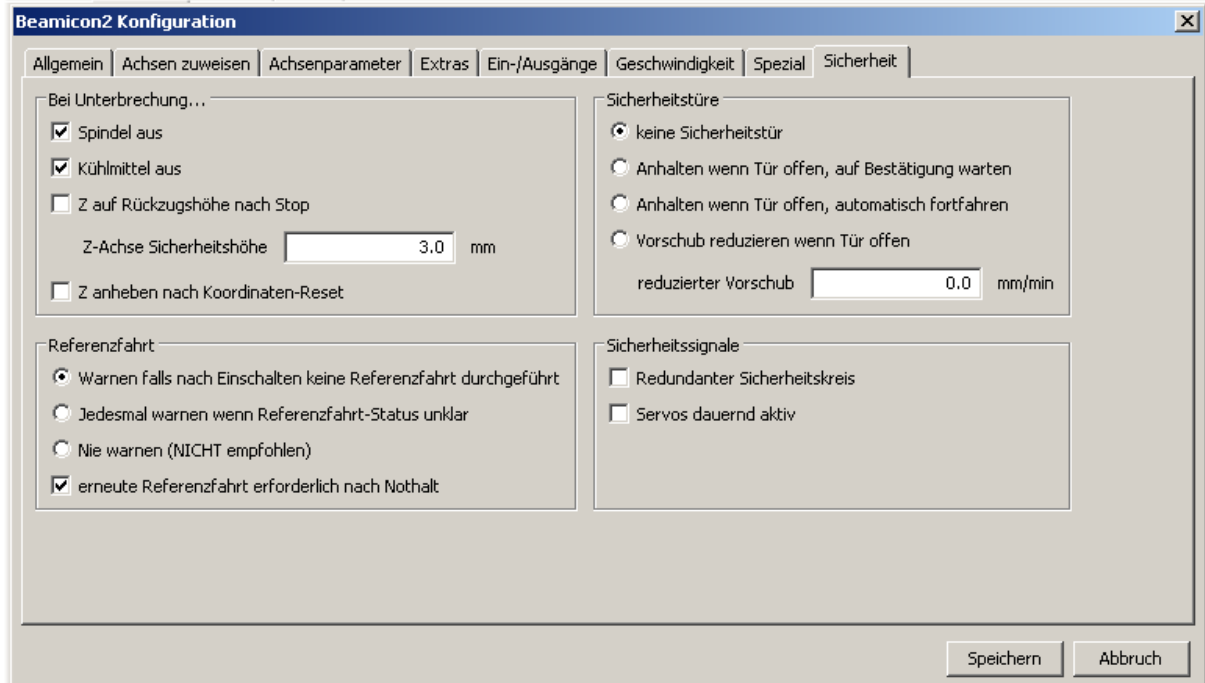 Beamicon2 Konfiguration
Allgemein Achsen zuweisen Achsenparameter Extras Ein-/Ausgänge Geschwindigkeit Spezial Sicherheit
Bei Unterbrechung...
Spindel aus
Kühlmittel aus
Z auf Rückzugshöhe nach Stop
Z-Achse Sicherheitshöhe 3.0 mm
Z anheben nach Koordinaten-Reset
Sicherheitstüre
keine Sicherheitstür
Anhalten wenn Tür offen, auf Bestätigung warten
Anhalten wenn Tür offen, automatisch fortfahren
Vorschub reduzieren wenn Tür offen
reduzierter Vorschub 0.0 mm/min
Referenzfahrt
Warnen falls nach Einschalten keine Referenzfahrt durchgeführt
Jedesmal warnen wenn Referenzfahrt-Status unklar
Nie warnen (NICHT empfohlen)
erneute Referenzfahrt erforderlich nach Nothalt
Sicherheitssignale
Redundanter Sicherheitskreis
Servos dauernd aktiv
Speichern Abbruch